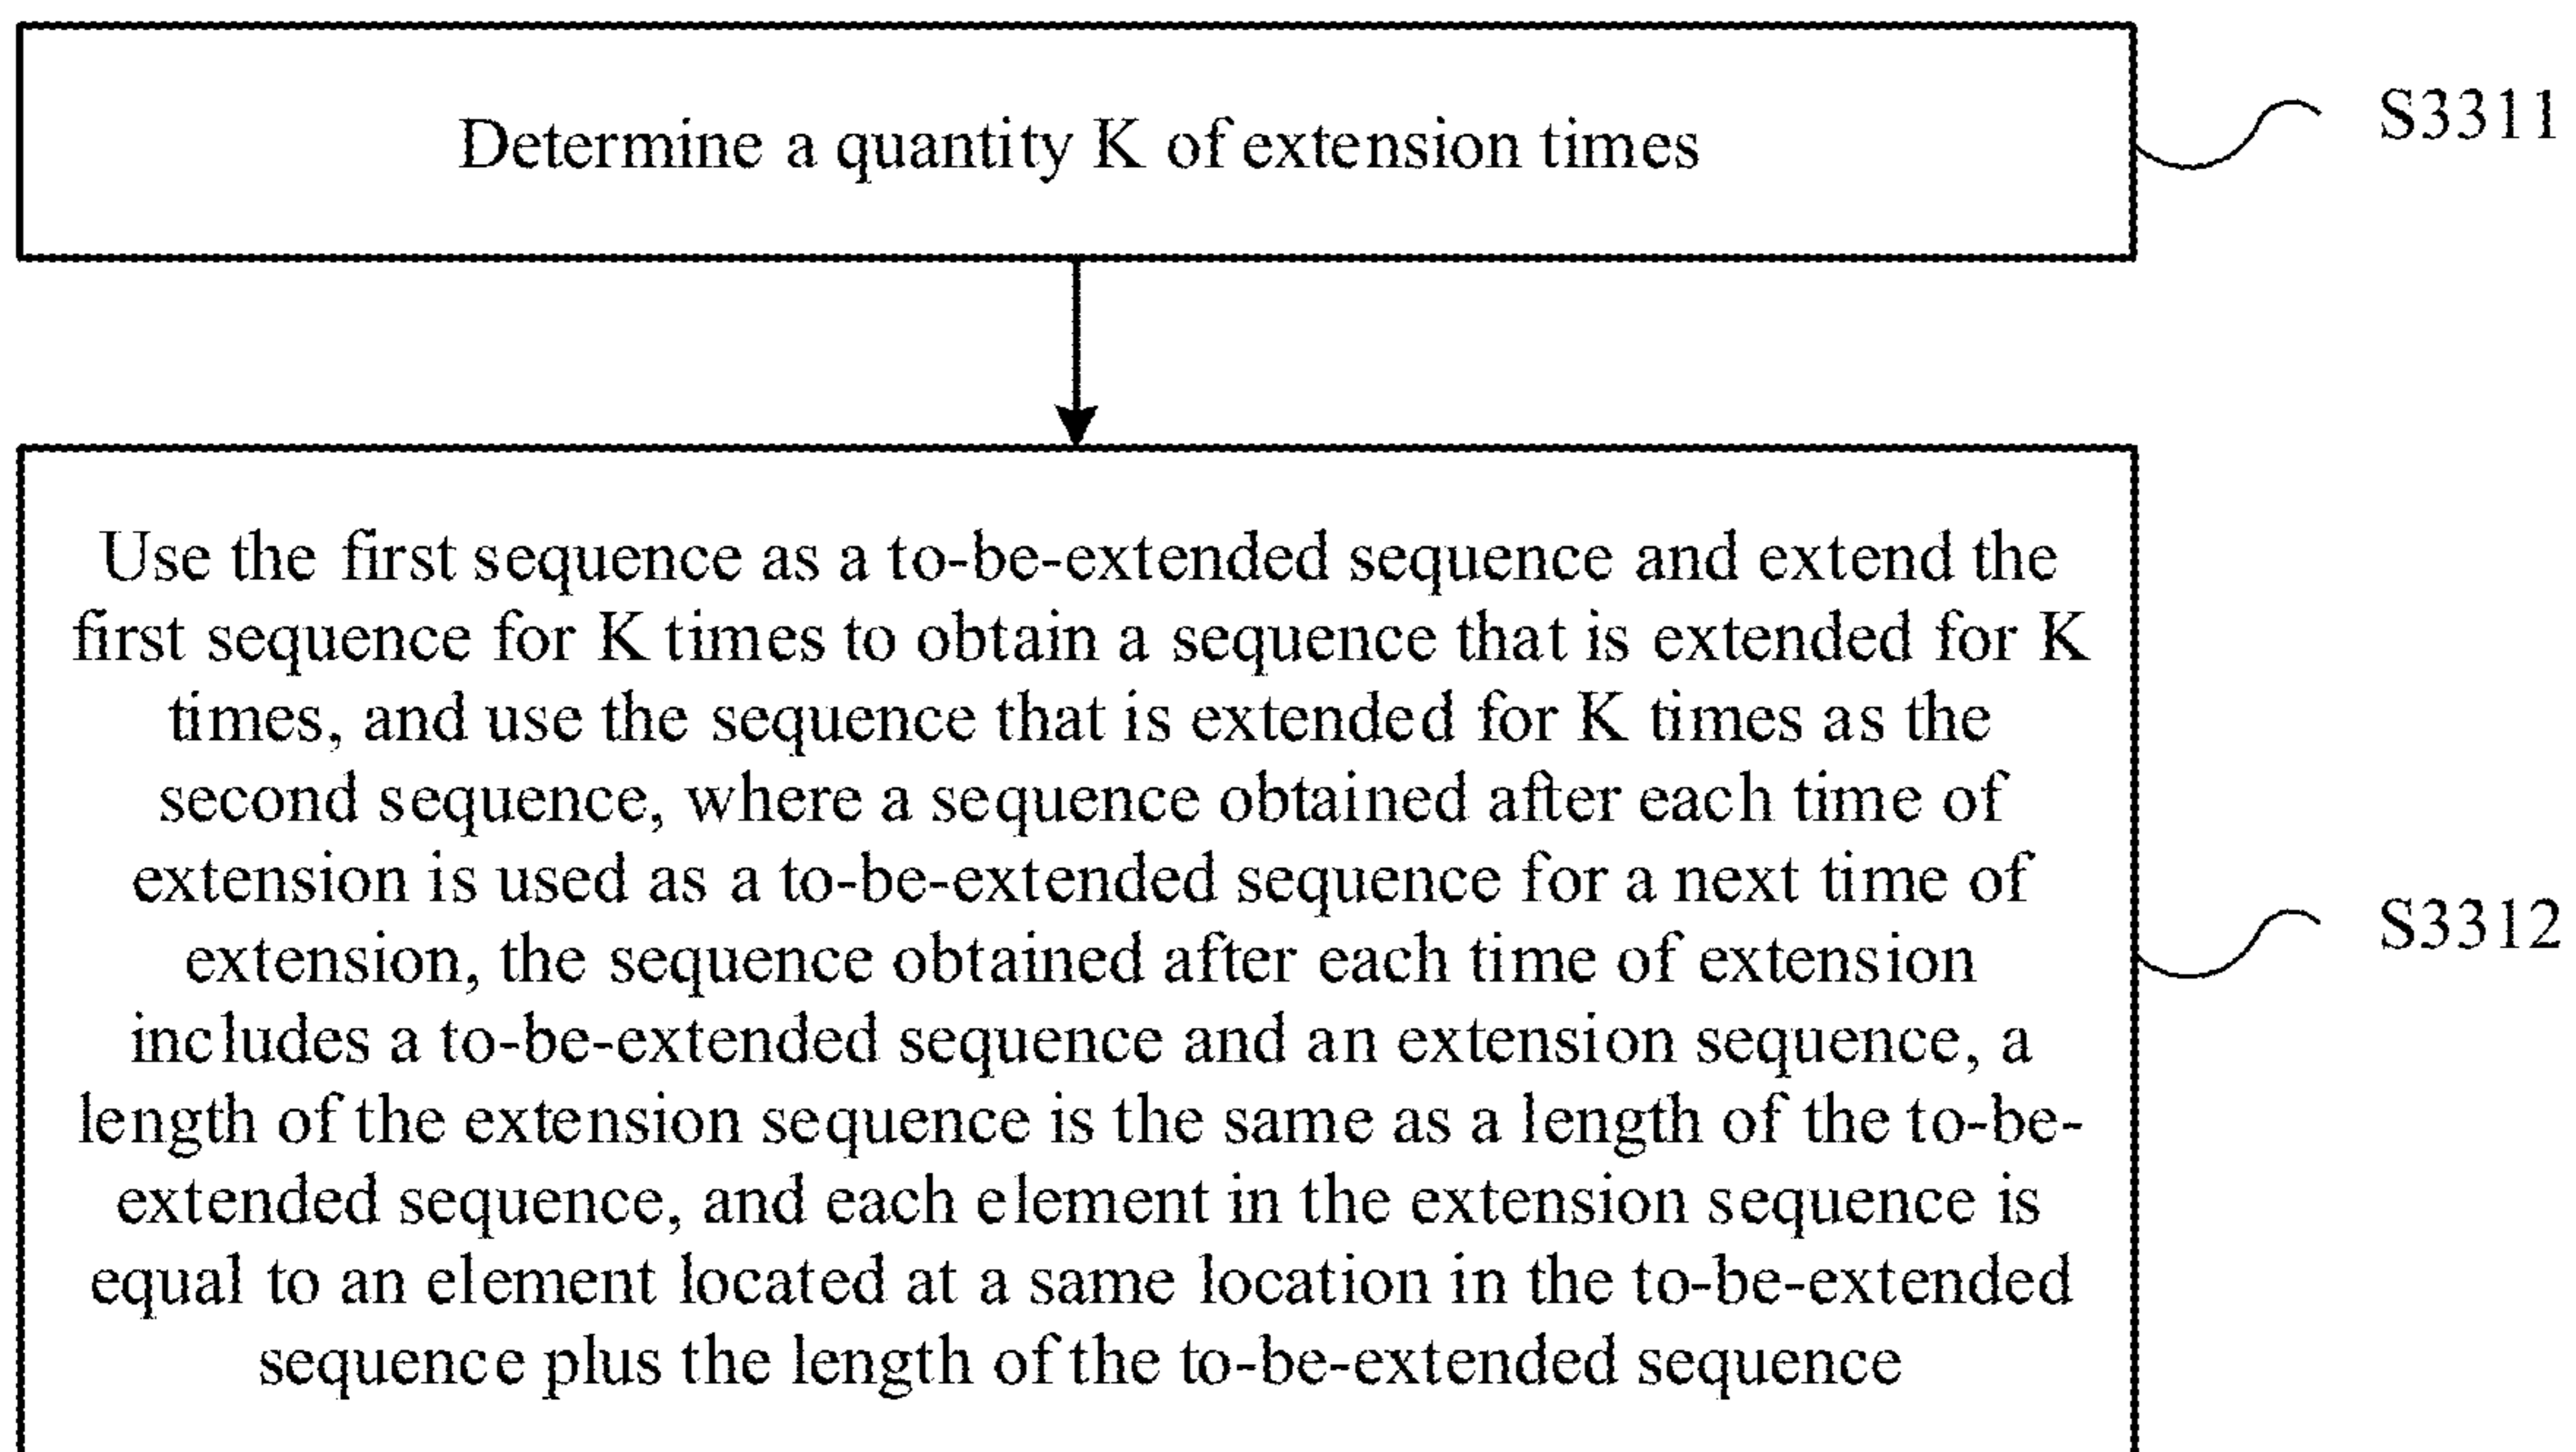 Determine a quantity K of extension times
S3311
Use the first sequence as a to-be-extended sequence and extend the
first sequence for K times to obtain a sequence that is extended for K
times, and use the sequence that is extended for K times as the
second sequence, where a sequence obtained after each time of
extension is used as a to-be-extended sequence for a next time of
extension, the sequence obtained after each time of extension
includes a to-be-extended sequence and an extension sequence, a
length of the extension sequence is the same as a length of the to-be-
extended sequence, and each element in the extension sequence is
equal to an element located at a same location in the to-be-extended
sequence plus the length of the to-be-extended sequence
S3312